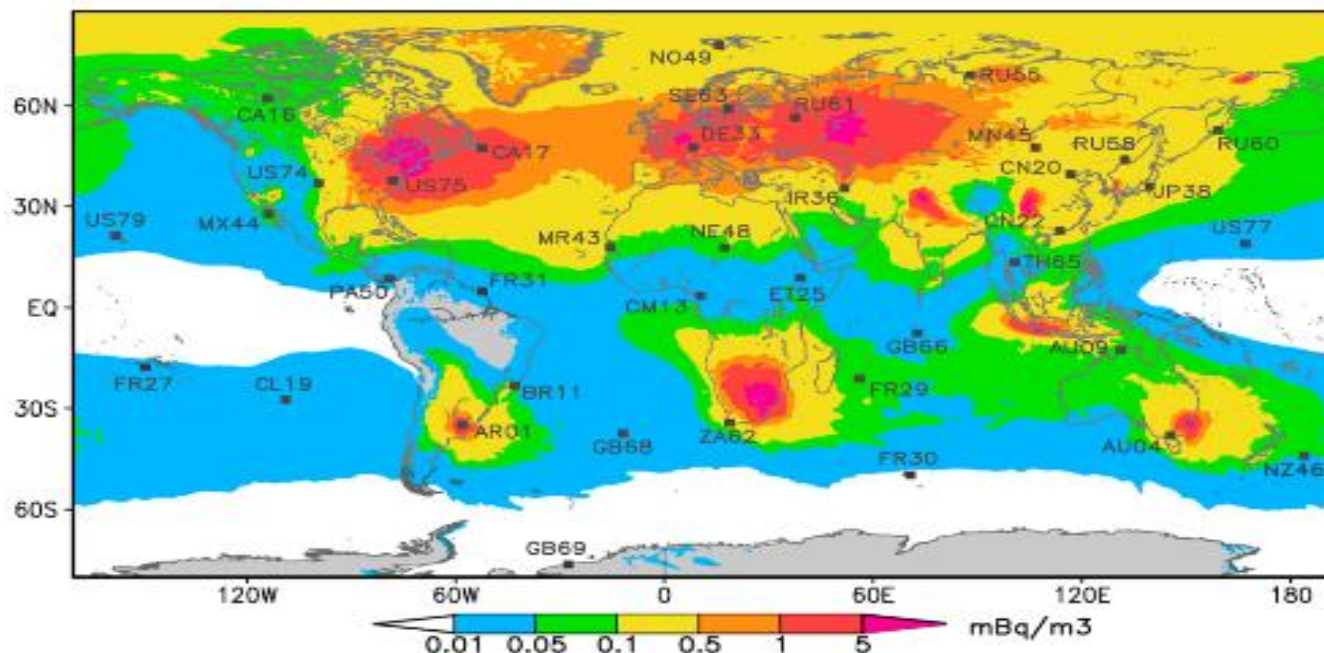 NO49
RU55
SE63
RU61
60N
CA16
DE33
MN45
RU58
RU60
CA17
CN20
US74
US75
IR36
JP38
30N
US79
MX44
MR43
NE48
CN22
US77
TH65
PA50
FR31
CM13
ET25
EQ
GB66
AU09
FR27
CL19
BR11
FR29
30S
AR01
GB68
ZA62
AU04
FR30
NZ46
60S
GB69
120W 60W 0 60E 120E 180
0.01 0.05 0.1 0.5 1 5 mBq/m3